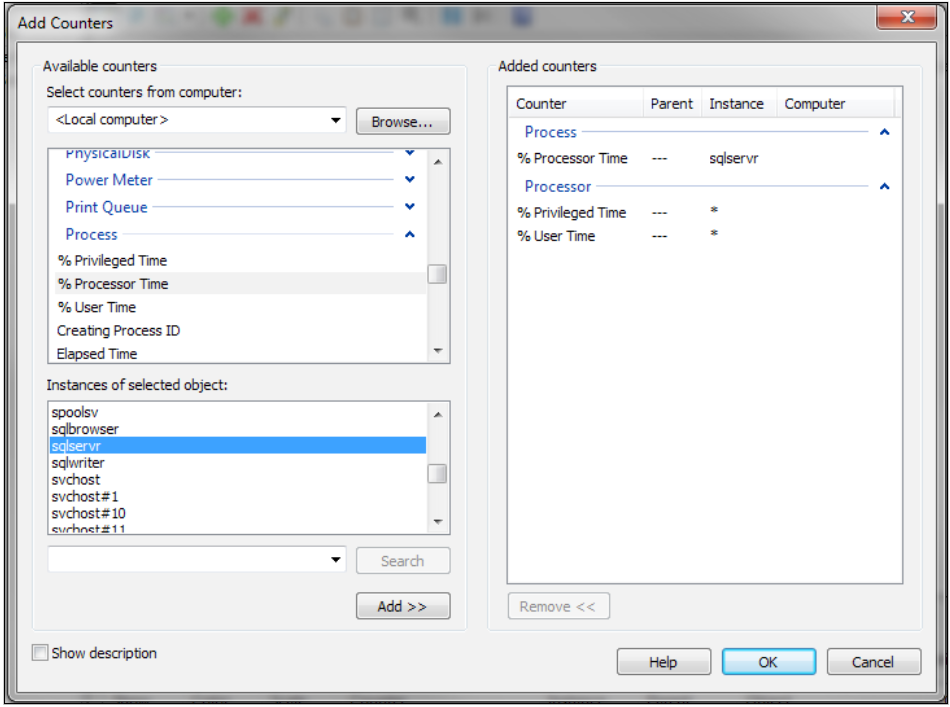 Add Counters
Available counters
Select counters from computer:
<Local computer>
Browse...
PhysicalDisk
Power Meter
Print Queue
Process
% Privileged Time
% Processor Time
% User Time
Creating Process ID
Elapsed Time
Instances of selected object:
spoolsv
sqlbrowser
sqlservr
sqlwriter
svchost
svchost#1
svchost#10
svchost#11
Search
Add >>
Show description
Added counters
Counter Parent Instance Computer
Process
% Processor Time --- sqlservr
Processor
% Privileged Time --- *
% User Time --- *
Remove <<
Help
OK
Cancel